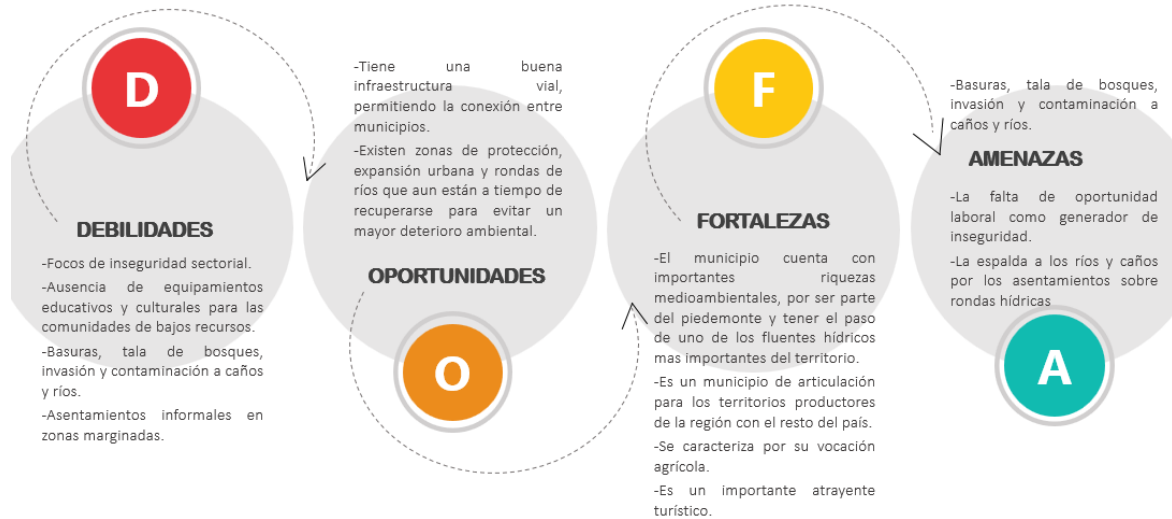 D
DEBILIDADES
-Focos de inseguridad sectorial.
-Ausencia de equipamientos
educativos y culturales para las
comunidades de bajos recursos.
-Basuras, tala de bosques,
invasión y contaminación a caños
y ríos.
-Asentamientos informales en
zonas marginadas.
-Tiene una buena
infraestructura vial,
permitiendo la conexión entre
municipios.
-Existen zonas de protección,
expansión urbana y rondas de
ríos que aun están a tiempo de
recuperarse para evitar un
mayor deterioro ambiental.
OPORTUNIDADES
O
F
FORTALEZAS
-El municipio cuenta con
importantes riquezas
medioambientales, por ser parte
del piedemonte y tener el paso
de uno de los fluentes hídricos
mas importantes del territorio.
-Es un municipio de articulación
para los territorios productores
de la región con el resto del país.
-Se caracteriza por su vocación
agrícola.
-Es un importante atrayente
turístico.
-Basuras, tala de bosques,
invasión y contaminación a
caños y ríos.
AMENAZAS
-La falta de oportunidad
laboral como generador de
inseguridad.
-La espalda a los ríos y caños
por los asentamientos sobre
rondas hídricas
A